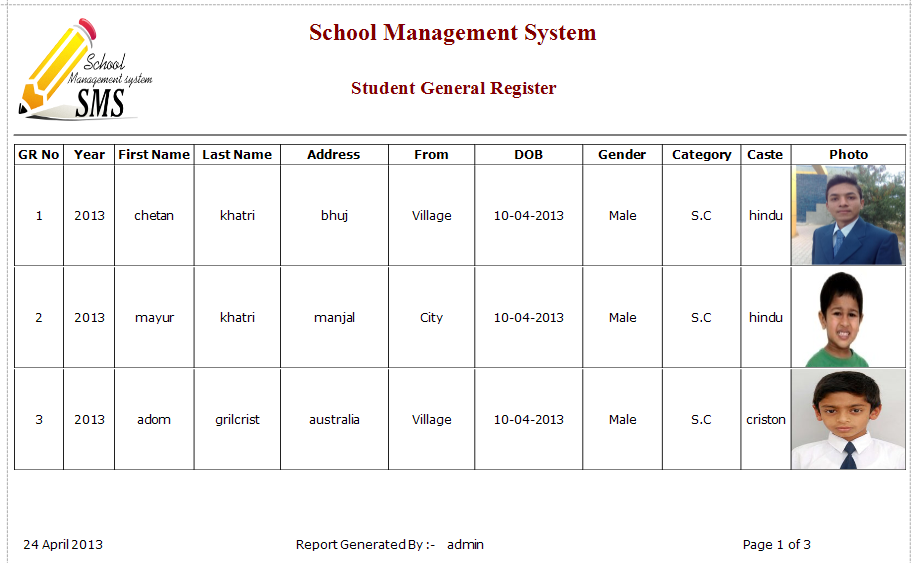 School
Management system
SMS
School Management System
Student General Register
GR No Year First Name Last Name Address From DOB Gender Category Caste Photo
1 2013 chetan khatri bhuj Village 10-04-2013 Male S.C hindu
2 2013 mayur khatri manjal City 10-04-2013 Male S.C hindu
3 2013 adom grilcrist australia Village 10-04-2013 Male S.C criston
24 April 2013 Report Generated By :- admin Page 1 of 3